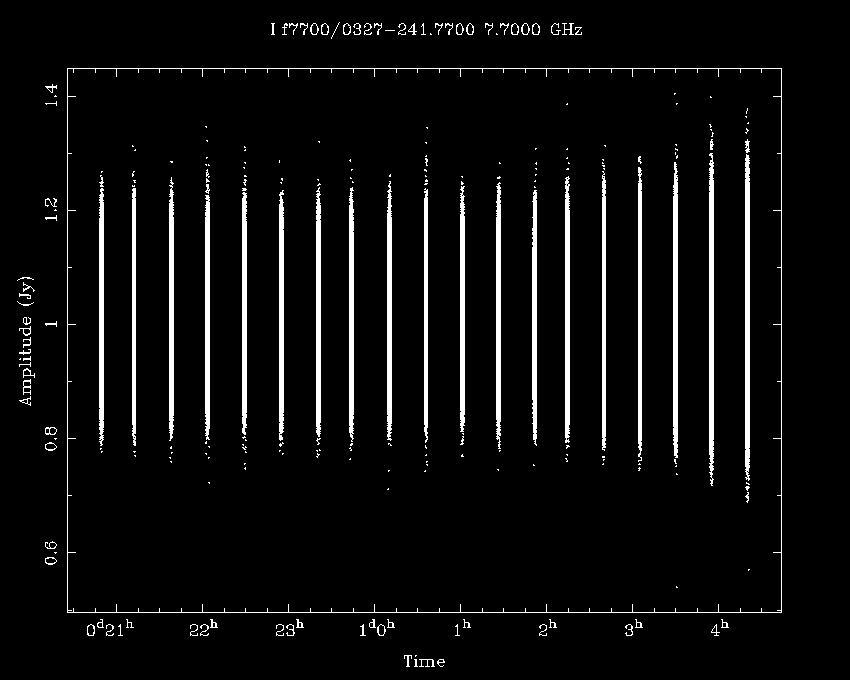 I f7700/0327-241.7700 7.7000 GHz
1.4
1.2
1
0.8
0.6
Amplitude (Jy)
0ᵈ21ʰ 22ʰ 23ʰ 1ᵈ0ʰ 1ʰ 2ʰ 3ʰ 4ʰ
Time